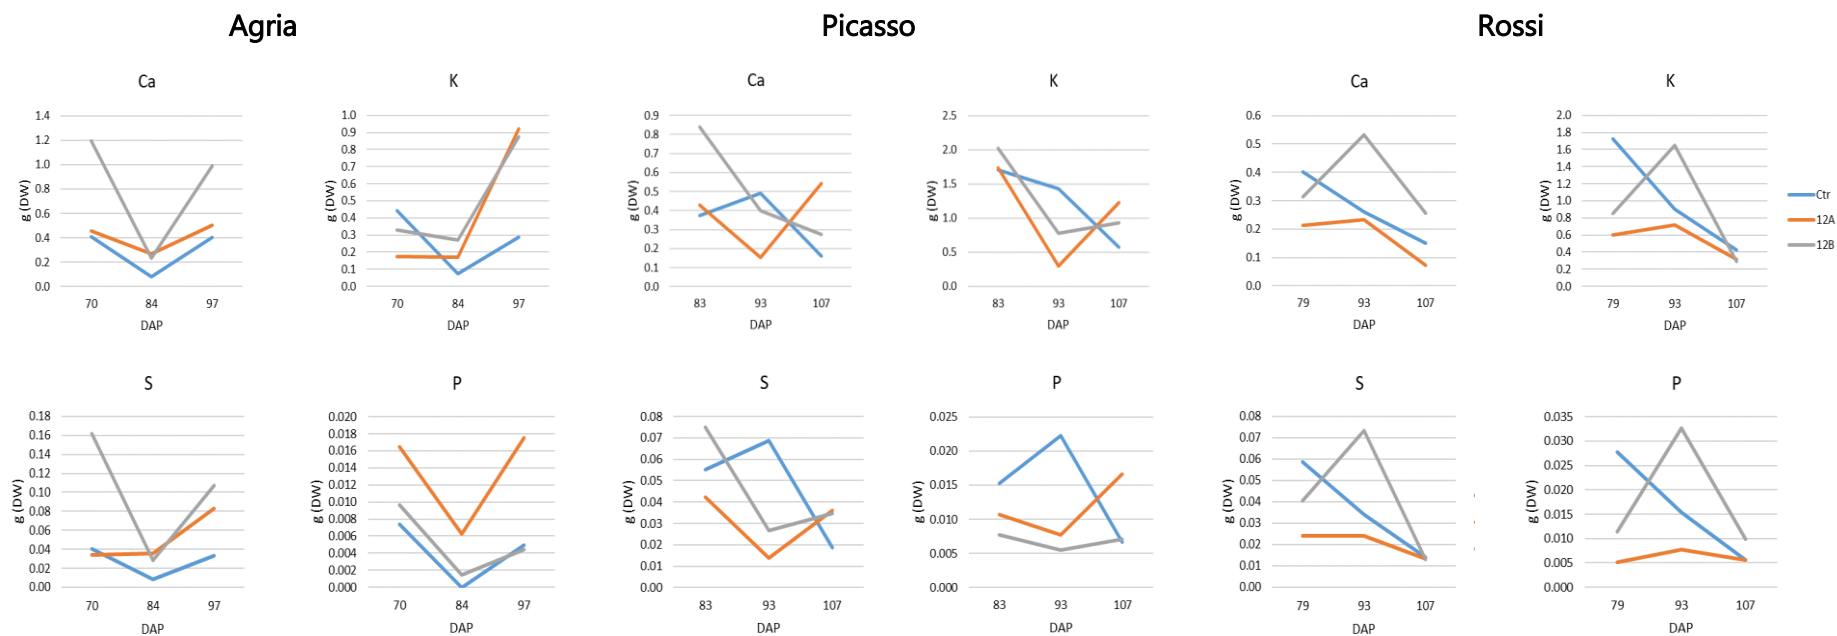 Agria
Picasso
Rossi
Ca
1.4
1.2
1.0
0.8
0.6
0.4
0.2
0.0
g (DW)
70 84 97
DAP
K
1.0
0.9
0.8
0.7
0.6
0.5
0.4
0.3
0.2
0.1
0.0
g (DW)
70 84 97
DAP
Ca
0.9
0.8
0.7
0.6
0.5
0.4
0.3
0.2
0.1
0.0
g (DW)
83 93 107
DAP
K
2.5
2.0
1.5
1.0
0.5
0.0
g (DW)
83 93 107
DAP
Ca
0.6
0.5
0.4
0.3
0.2
0.1
0.0
g (DW)
79 93 107
DAP
K
2.0
1.8
1.6
1.4
1.2
1.0
0.8
0.6
0.4
0.2
0.0
g (DW)
79 93 107
DAP
Ctr
12A
12B
S
0.18
0.16
0.14
0.12
0.10
0.08
0.06
0.04
0.02
0.00
g (DW)
70 84 97
DAP
P
0.020
0.018
0.016
0.014
0.012
0.010
0.008
0.006
0.004
0.002
0.000
g (DW)
70 84 97
DAP
S
0.08
0.07
0.06
0.05
0.04
0.03
0.02
0.01
0.00
g (DW)
83 93 107
DAP
P
0.025
0.020
0.015
0.010
0.005
0.000
g (DW)
83 93 107
DAP
S
0.08
0.07
0.06
0.05
0.04
0.03
0.02
0.01
0.00
g (DW)
79 93 107
DAP
P
0.035
0.030
0.025
0.020
0.015
0.010
0.005
0.000
g (DW)
79 93 107
DAP